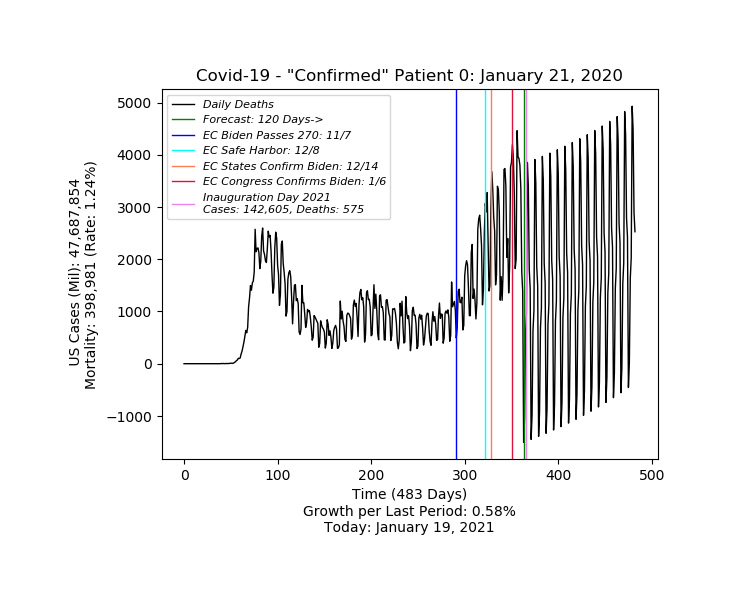 Covid-19 - "Confirmed" Patient 0: January 21, 2020
Daily Deaths
Forecast: 120 Days->
EC Biden Passes 270: 11/7
EC Safe Harbor: 12/8
EC States Confirm Biden: 12/14
EC Congress Confirms Biden: 1/6
Inauguration Day 2021
Cases: 142,605, Deaths: 575
US Cases (Mil): 47,687,854
Mortality: 398,981 (Rate: 1.24%)
5000
4000
3000
2000
1000
0
−1000
0
100
200
300
400
500
Time (483 Days)
Growth per Last Period: 0.58%
Today: January 19, 2021